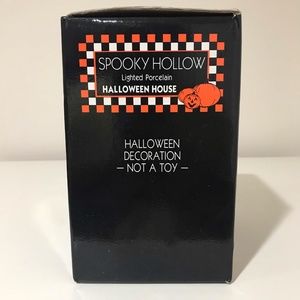 SPOOKY HOLLOW
Lighted Porcelain
HALLOWEEN HOUSE
HALLOWEEN
DECORATION
— NOT A TOY —